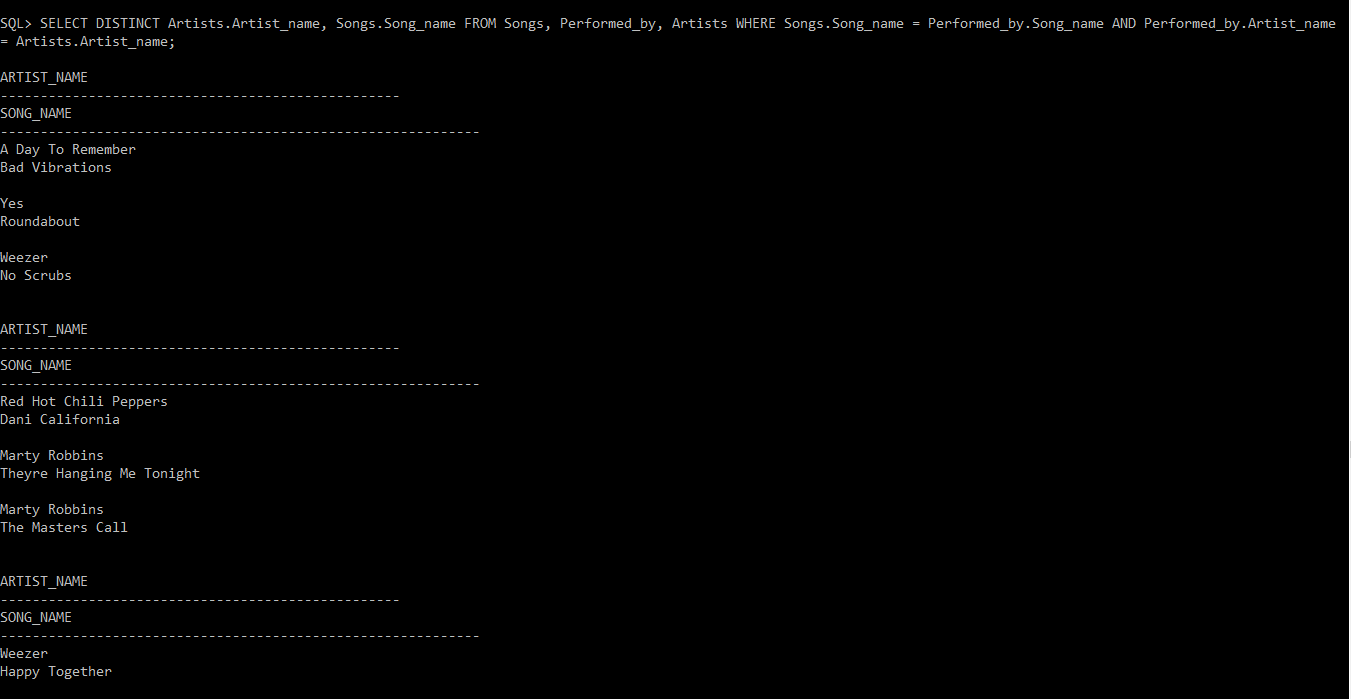 SQL> SELECT DISTINCT Artists.Artist_name, Songs.Song_name FROM Songs, Performed_by, Artists WHERE Songs.Song_name = Performed_by.Song_name AND Performed_by.Artist_name
= Artists.Artist_name;
ARTIST_NAME
--------------------------------------------------
SONG_NAME
------------------------------------------------------------
A Day To Remember
Bad Vibrations
Yes
Roundabout
Weezer
No Scrubs
ARTIST_NAME
--------------------------------------------------
SONG_NAME
------------------------------------------------------------
Red Hot Chili Peppers
Dani California
Marty Robbins
Theyre Hanging Me Tonight
Marty Robbins
The Masters Call
ARTIST_NAME
--------------------------------------------------
SONG_NAME
------------------------------------------------------------
Weezer
Happy Together